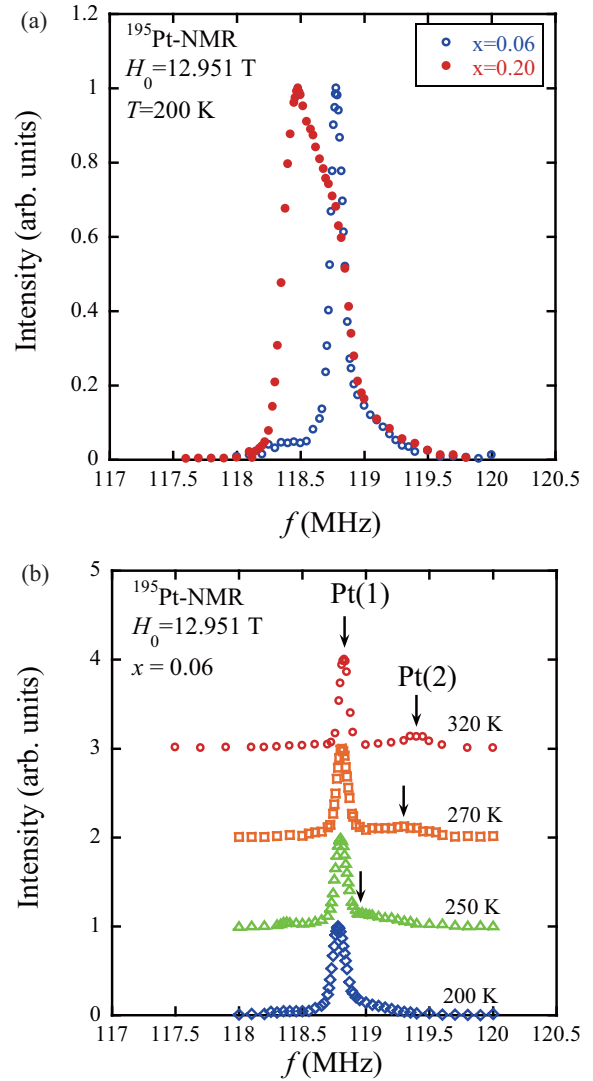 (a)
1.2
1
0.8
0.6
0.4
0.2
0
Intensity (arb. units)
¹⁹⁵Pt-NMR
H₀=12.951 T
T=200 K
x=0.06
x=0.20
117 117.5 118 118.5 119 119.5 120 120.5
f (MHz)
(b)
5
4
3
2
1
0
Intensity (arb. units)
¹⁹⁵Pt-NMR
H₀=12.951 T
x = 0.06
Pt(1)
Pt(2)
320 K
270 K
250 K
200 K
117 117.5 118 118.5 119 119.5 120 120.5
f (MHz)